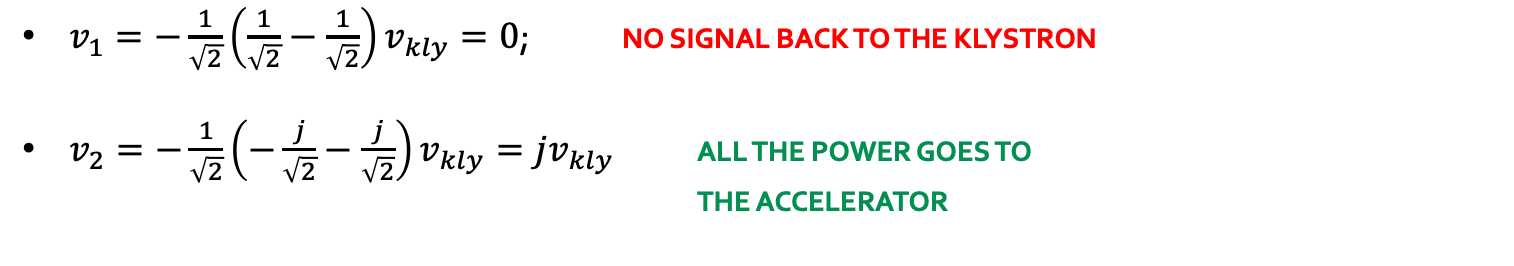 • v₁ = −1/√2 (1/√2 − 1/√2) v_kly = 0; NO SIGNAL BACK TO THE KLYSTRON
• v₂ = −1/√2 (−j/√2 − j/√2) v_kly = jv_kly ALL THE POWER GOES TO
THE ACCELERATOR